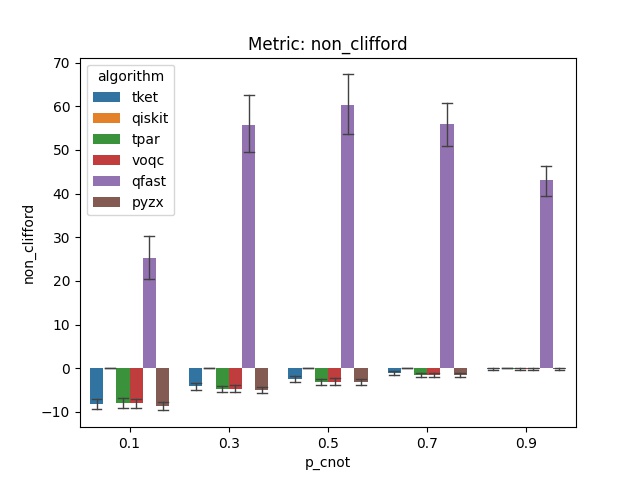 Metric: non_clifford
algorithm
tket
qiskit
tpar
voqc
qfast
pyzx
non_clifford
70
60
50
40
30
20
10
0
−10
0.1 0.3 0.5 0.7 0.9
p_cnot